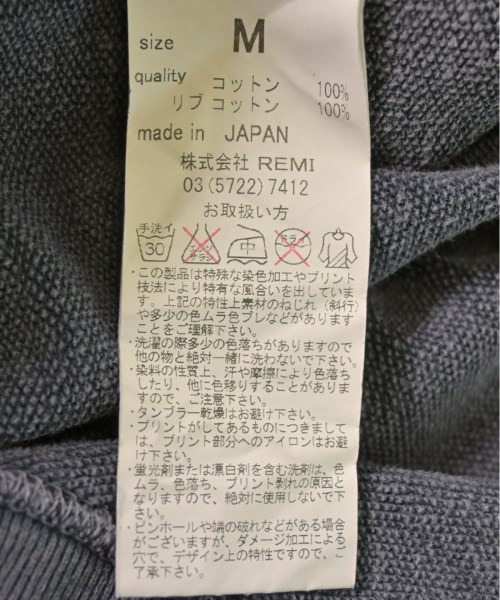 size M
quality コットン 100%
リブ コットン 100%
made in JAPAN
株式会社 REMI
03(5722)7412
お取扱い方
手洗イ
30
エンソ
サラシ
中
ドライ
・この製品は特殊な染色加工やプリント
技法により特有な風合いを出していま
す。上記の特性上素材のねじれ（斜行）
や多少の色ムラ色ブレなどがあります
ことをご理解下さい。
・洗濯の際多少の色落ちがありますので
他の物と絶対一緒に洗わないで下さい。
・染料の性質上、汗や摩擦により色落ち
したり、他に色移りすることがありま
すので、ご注意下さい。
・タンブラー乾燥はお避け下さい。
・プリントがしてあるものにつきまして
は、プリント部分へのアイロンはお避
け下さい。
・蛍光剤または漂白剤を含む洗剤は、色
ムラ、色落ち、プリント剥れの原因と
なりますので、絶対に使用しないで下
さい。
・ピンホールや端の破れなどがある場合
がございますが、ダメージ加工による
穴で、デザイン上の特性ですので、ご
了承下さい。